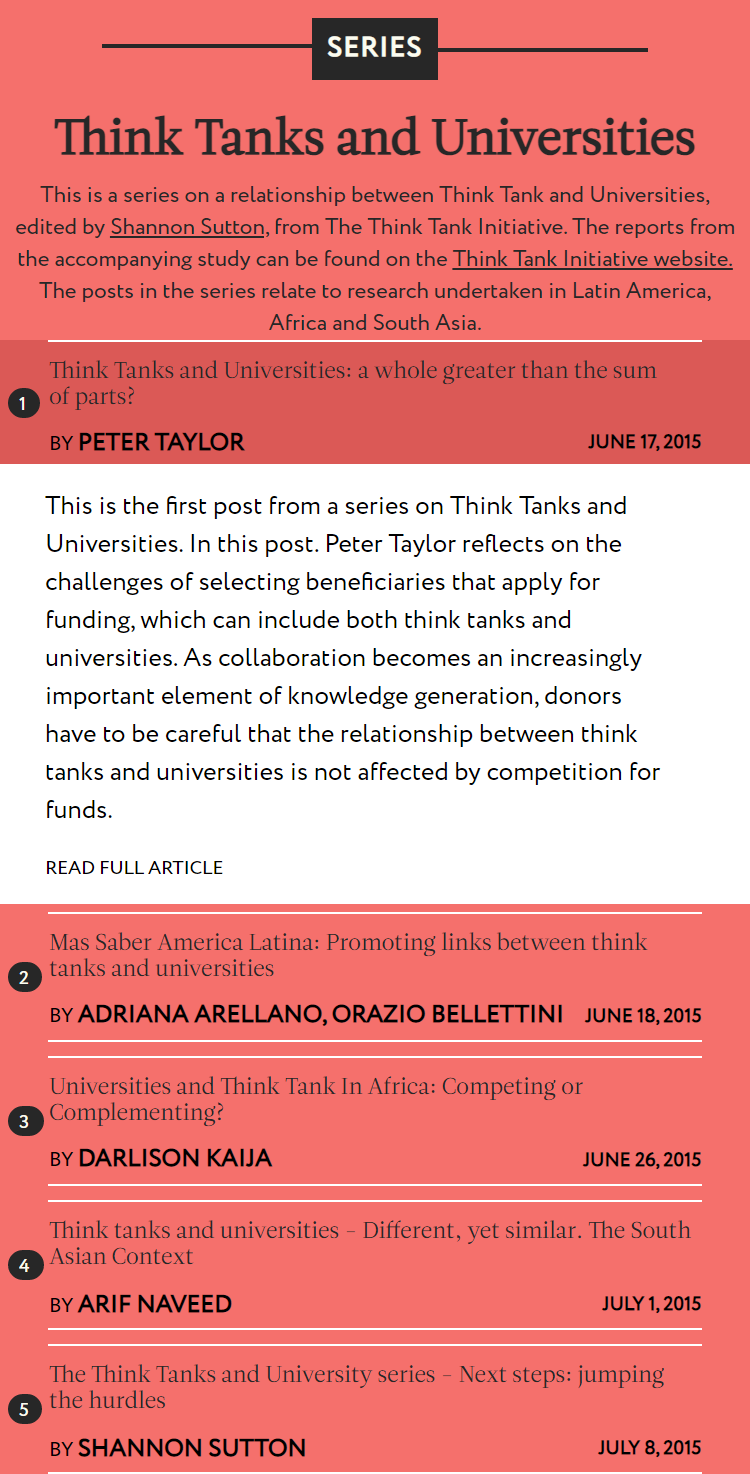 SERIES
Think Tanks and Universities
This is a series on a relationship between Think Tank and Universities,
edited by Shannon Sutton, from The Think Tank Initiative. The reports from
the accompanying study can be found on the Think Tank Initiative website.
The posts in the series relate to research undertaken in Latin America,
Africa and South Asia.
Think Tanks and Universities: a whole greater than the sum
1 of parts?
BY PETER TAYLOR JUNE 17, 2015
This is the first post from a series on Think Tanks and
Universities. In this post. Peter Taylor reflects on the
challenges of selecting beneficiaries that apply for
funding, which can include both think tanks and
universities. As collaboration becomes an increasingly
important element of knowledge generation, donors
have to be careful that the relationship between think
tanks and universities is not affected by competition for
funds.
READ FULL ARTICLE
Mas Saber America Latina: Promoting links between think
2 tanks and universities
BY ADRIANA ARELLANO, ORAZIO BELLETTINI JUNE 18, 2015
Universities and Think Tank In Africa: Competing or
3 Complementing?
BY DARLISON KAIJA JUNE 26, 2015
Think tanks and universities – Different, yet similar. The South
4 Asian Context
BY ARIF NAVEED JULY 1, 2015
The Think Tanks and University series – Next steps: jumping
5 the hurdles
BY SHANNON SUTTON JULY 8, 2015